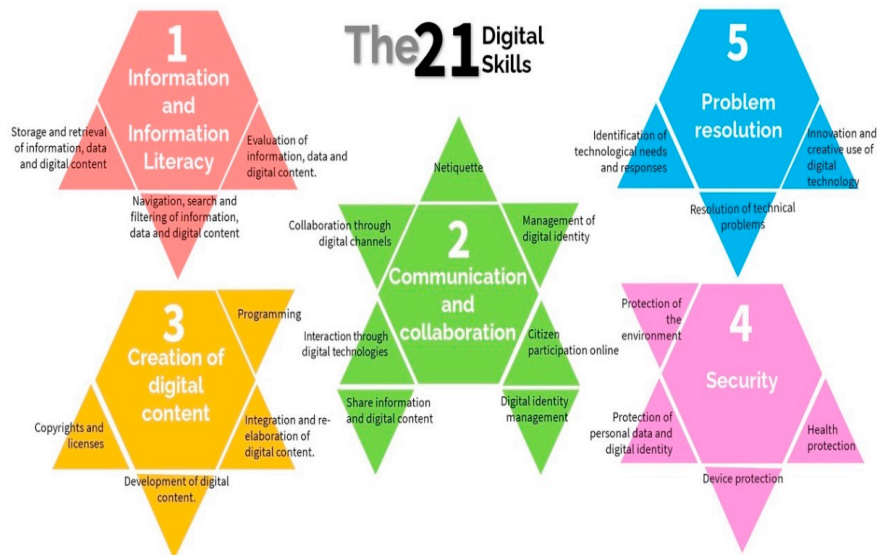 The 21 Digital
Skills
1
Information
and
Information
Literacy
Storage and retrieval
of information, data
and digital content
Evaluation of
information, data and
digital content.
Navigation, search and
filtering of information,
data and digital content
2
Communication
and
collaboration
Netiquette
Collaboration through
digital channels
Management of
digital identity
Interaction through
digital technologies
Citizen
participation online
Share information
and digital content
Digital identity
management
5
Problem
resolution
Identification of
technological needs
and responses
Innovation and
creative use of
digital
technology
Resolution of technical
problems
3
Creation of
digital
content
Programming
Copyrights and
licenses
Integration and re-
elaboration of
digital content.
Development of digital
content.
4
Security
Protection of
the
environment
Protection of
personal data and
digital identity
Health
protection
Device protection